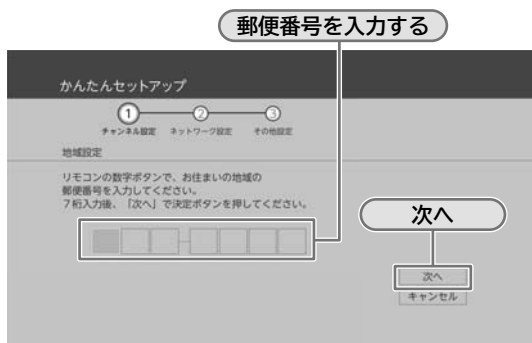 郵便番号を入力する
かんたんセットアップ
1 2 3
チャンネル設定 ネットワーク設定 その他設定
地域設定
リモコンの数字ボタンで、お住まいの地域の
郵便番号を入力してください。
7桁入力後、「次へ」で決定ボタンを押してください。
-
次へ
次へ
キャンセル